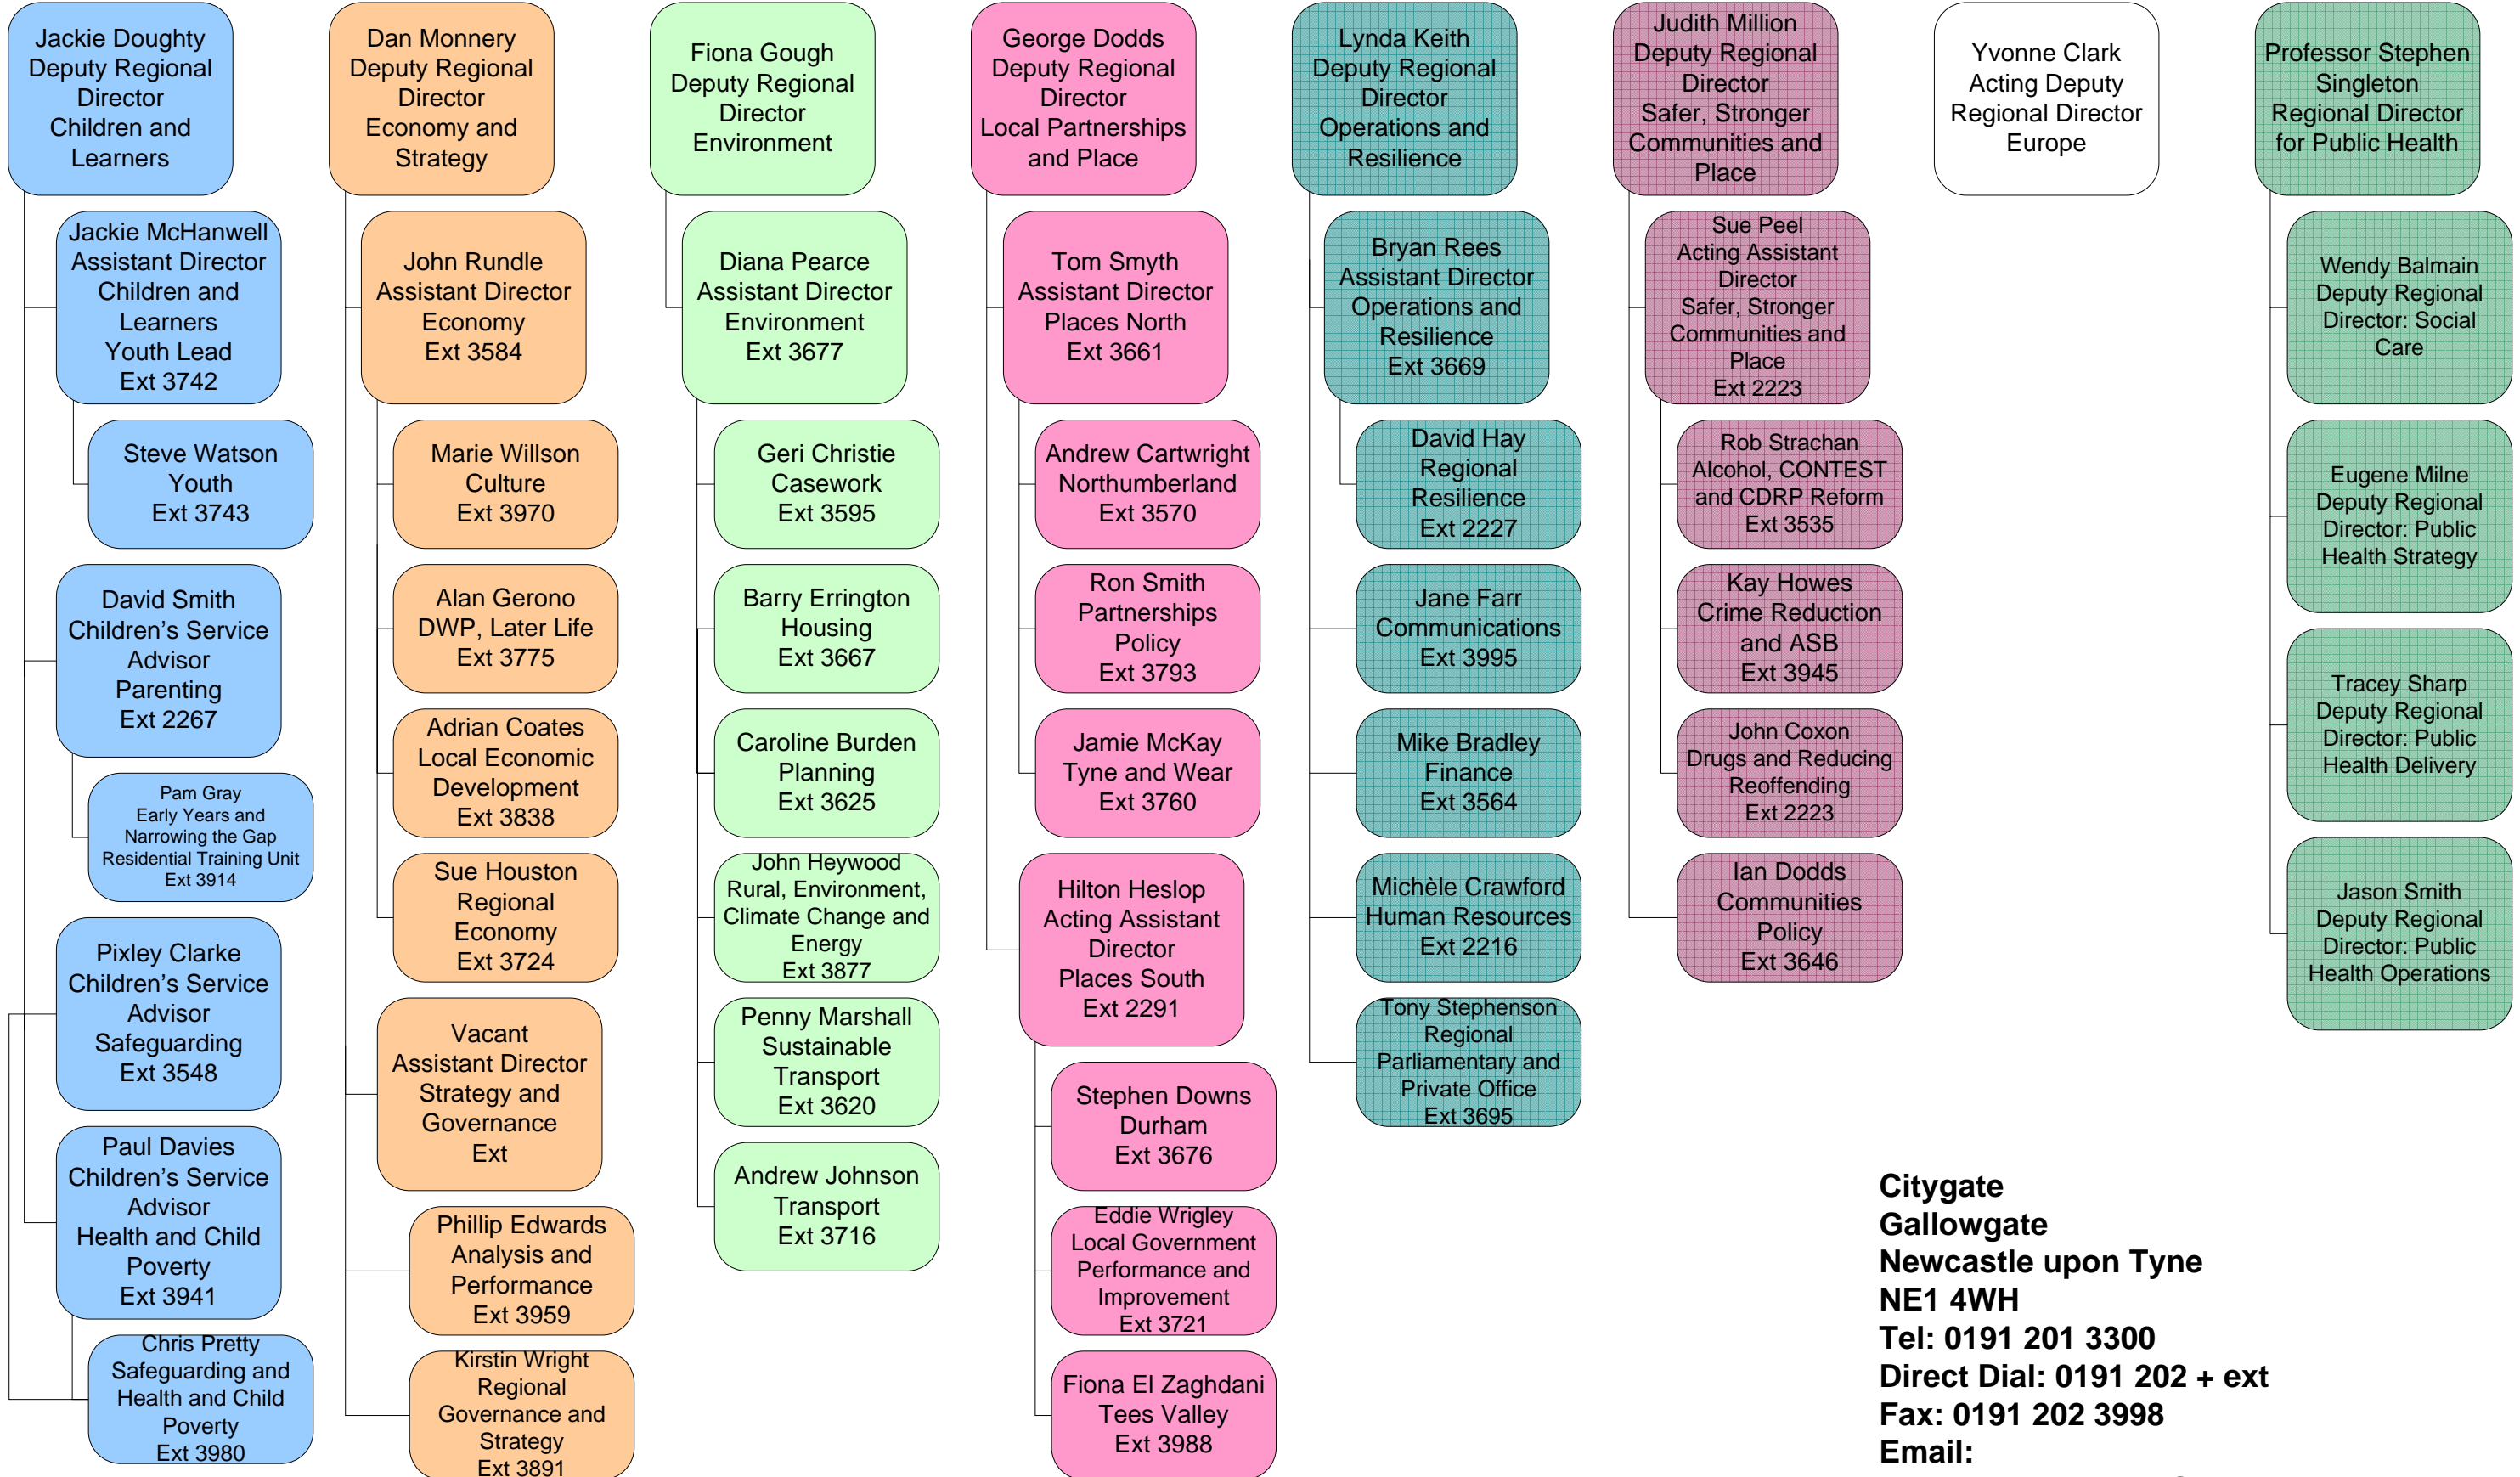 Jackie Doughty
Deputy Regional
Director
Children and
Learners
Jackie McHanwell
Assistant Director
Children and
Learners
Youth Lead
Ext 3742
Steve Watson
Youth
Ext 3743
David Smith
Children’s Service
Advisor
Parenting
Ext 2267
Pam Gray
Early Years and
Narrowing the Gap
Residential Training Unit
Ext 3914
Pixley Clarke
Children’s Service
Advisor
Safeguarding
Ext 3548
Paul Davies
Children’s Service
Advisor
Health and Child
Poverty
Ext 3941
Chris Pretty
Safeguarding and
Health and Child
Poverty
Ext 3980
Dan Monnery
Deputy Regional
Director
Economy and
Strategy
John Rundle
Assistant Director
Economy
Ext 3584
Marie Willson
Culture
Ext 3970
Alan Gerono
DWP, Later Life
Ext 3775
Adrian Coates
Local Economic
Development
Ext 3838
Sue Houston
Regional
Economy
Ext 3724
Vacant
Assistant Director
Strategy and
Governance
Ext
Phillip Edwards
Analysis and
Performance
Ext 3959
Kirstin Wright
Regional
Governance and
Strategy
Ext 3891
Fiona Gough
Deputy Regional
Director
Environment
Diana Pearce
Assistant Director
Environment
Ext 3677
Geri Christie
Casework
Ext 3595
Barry Errington
Housing
Ext 3667
Caroline Burden
Planning
Ext 3625
John Heywood
Rural, Environment,
Climate Change and
Energy
Ext 3877
Penny Marshall
Sustainable
Transport
Ext 3620
Andrew Johnson
Transport
Ext 3716
George Dodds
Deputy Regional
Director
Local Partnerships
and Place
Tom Smyth
Assistant Director
Places North
Ext 3661
Andrew Cartwright
Northumberland
Ext 3570
Ron Smith
Partnerships
Policy
Ext 3793
Jamie McKay
Tyne and Wear
Ext 3760
Hilton Heslop
Acting Assistant
Director
Places South
Ext 2291
Stephen Downs
Durham
Ext 3676
Eddie Wrigley
Local Government
Performance and
Improvement
Ext 3721
Fiona El Zaghdani
Tees Valley
Ext 3988
Lynda Keith
Deputy Regional
Director
Operations and
Resilience
Bryan Rees
Assistant Director
Operations and
Resilience
Ext 3669
David Hay
Regional
Resilience
Ext 2227
Jane Farr
Communications
Ext 3995
Mike Bradley
Finance
Ext 3564
Michèle Crawford
Human Resources
Ext 2216
Tony Stephenson
Regional
Parliamentary and
Private Office
Ext 3695
Judith Million
Deputy Regional
Director
Safer, Stronger
Communities and
Place
Sue Peel
Acting Assistant
Director
Safer, Stronger
Communities and
Place
Ext 2223
Rob Strachan
Alcohol, CONTEST
and CDRP Reform
Ext 3535
Kay Howes
Crime Reduction
and ASB
Ext 3945
John Coxon
Drugs and Reducing
Reoffending
Ext 2223
Ian Dodds
Communities
Policy
Ext 3646
Yvonne Clark
Acting Deputy
Regional Director
Europe
Professor Stephen
Singleton
Regional Director
for Public Health
Wendy Balmain
Deputy Regional
Director: Social
Care
Eugene Milne
Deputy Regional
Director: Public
Health Strategy
Tracey Sharp
Deputy Regional
Director: Public
Health Delivery
Jason Smith
Deputy Regional
Director: Public
Health Operations
Citygate
Gallowgate
Newcastle upon Tyne
NE1 4WH
Tel: 0191 201 3300
Direct Dial: 0191 202 + ext
Fax: 0191 202 3998
Email: